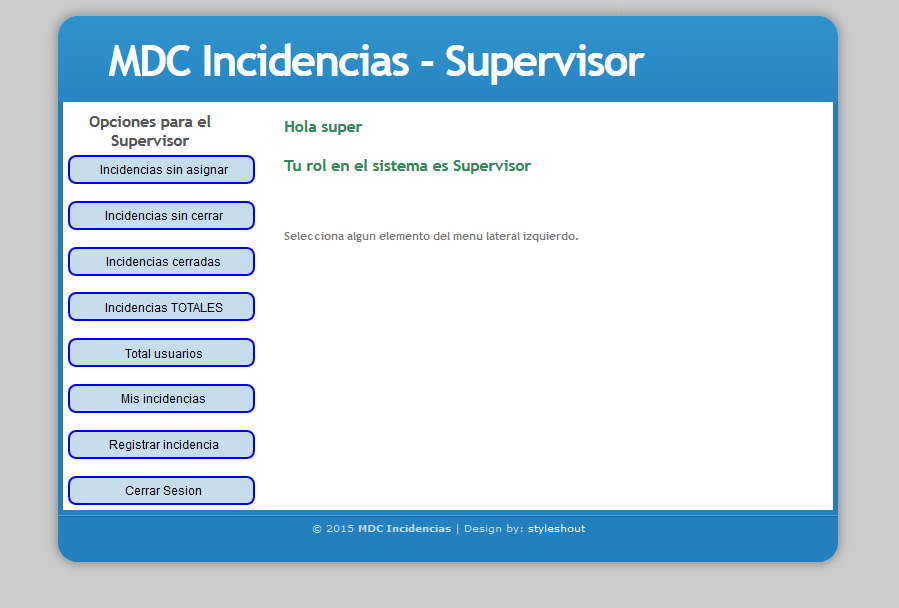 MDC Incidencias - Supervisor
Opciones para el
Supervisor
Incidencias sin asignar
Incidencias sin cerrar
Incidencias cerradas
Incidencias TOTALES
Total usuarios
Mis incidencias
Registrar incidencia
Cerrar Sesion
Hola super
Tu rol en el sistema es Supervisor
Selecciona algun elemento del menu lateral izquierdo.
© 2015 MDC Incidencias | Design by: styleshout